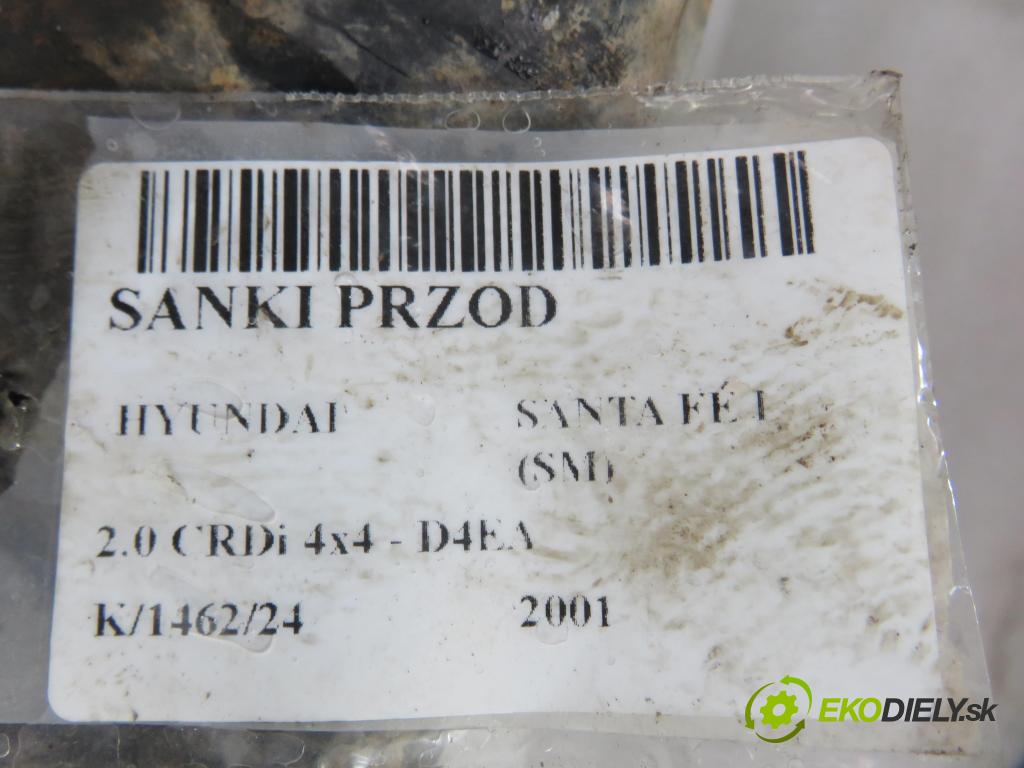 SANKI PRZOD
HYUNDAI SANTA FÉ I
(SM)
2.0 CRDi 4x4 - D4EA
K/1462/24 2001
EKODIELY.sk